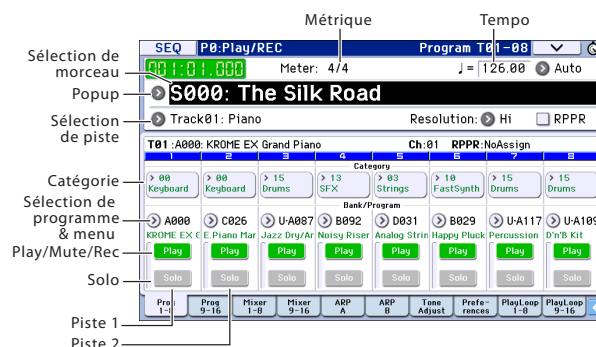 Métrique Tempo
SEQ P0:Play/REC Program T01-08
Sélection de morceau
001:01.000 Meter: 4/4 ♩= 126.00 Auto
Popup
S000: The Silk Road
Sélection de piste
Track01: Piano Resolution: Hi RPPR
T01 :A000: KROME EX Grand Piano Ch:01 RPPR:NoAssign
1 2 3 4 5 6 7 8
Category
Catégorie
00 Keyboard 00 Keyboard 15 Drums 13 SFX 03 Strings 10 FastSynth 15 Drums 15 Drums
Bank/Program
Sélection de programme & menu
A000 C026 U-A087 B092 D031 B029 U-A117 U-A109
KROME EX G E.Piano Mar Jazz Dry/Ar Noisy Riser Analog Strin Happy Pluck Percussion D'n'B Kit
Play/Mute/Rec
Play Play Play Play Play Play Play Play
Solo
Solo Solo Solo Solo Solo Solo Solo Solo
Prog 1-8 Prog 9-16 Mixer 1-8 Mixer 9-16 ARP A ARP B Tone Adjust Prefe-rences PlayLoop 1-8 PlayLoop 9-16
Piste 1
Piste 2